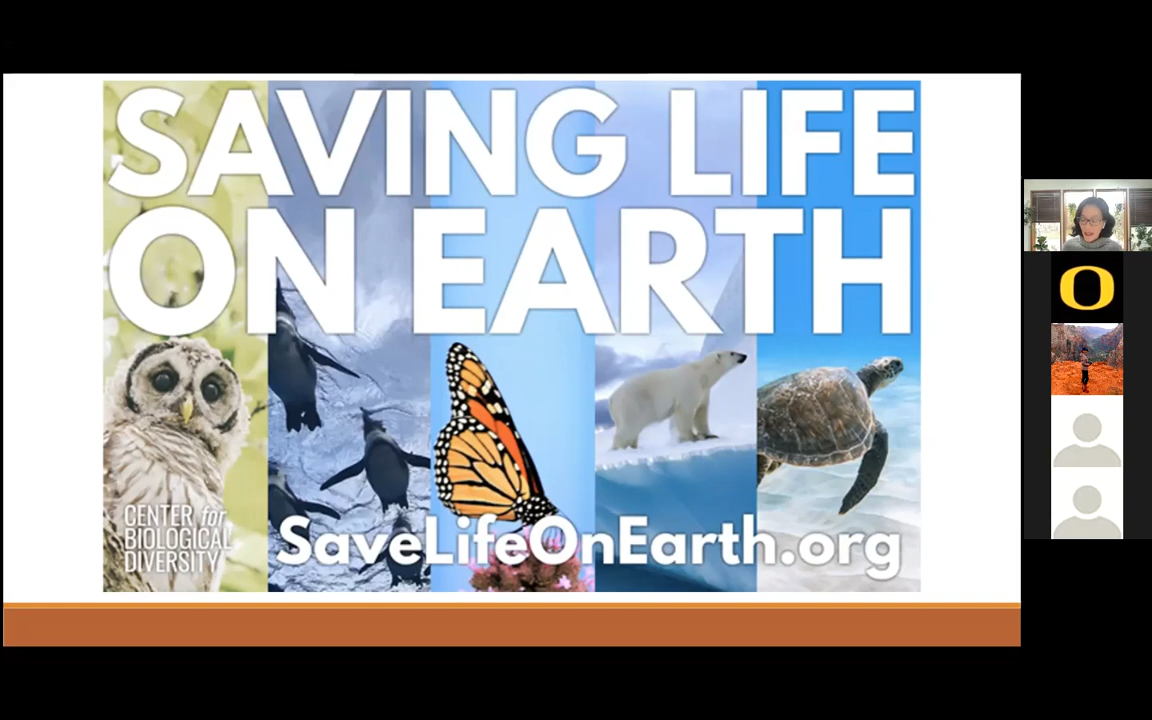 SAVING LIFE
ON EARTH
CENTER for
BIOLOGICAL
DIVERSITY
SaveLifeOnEarth.org
O